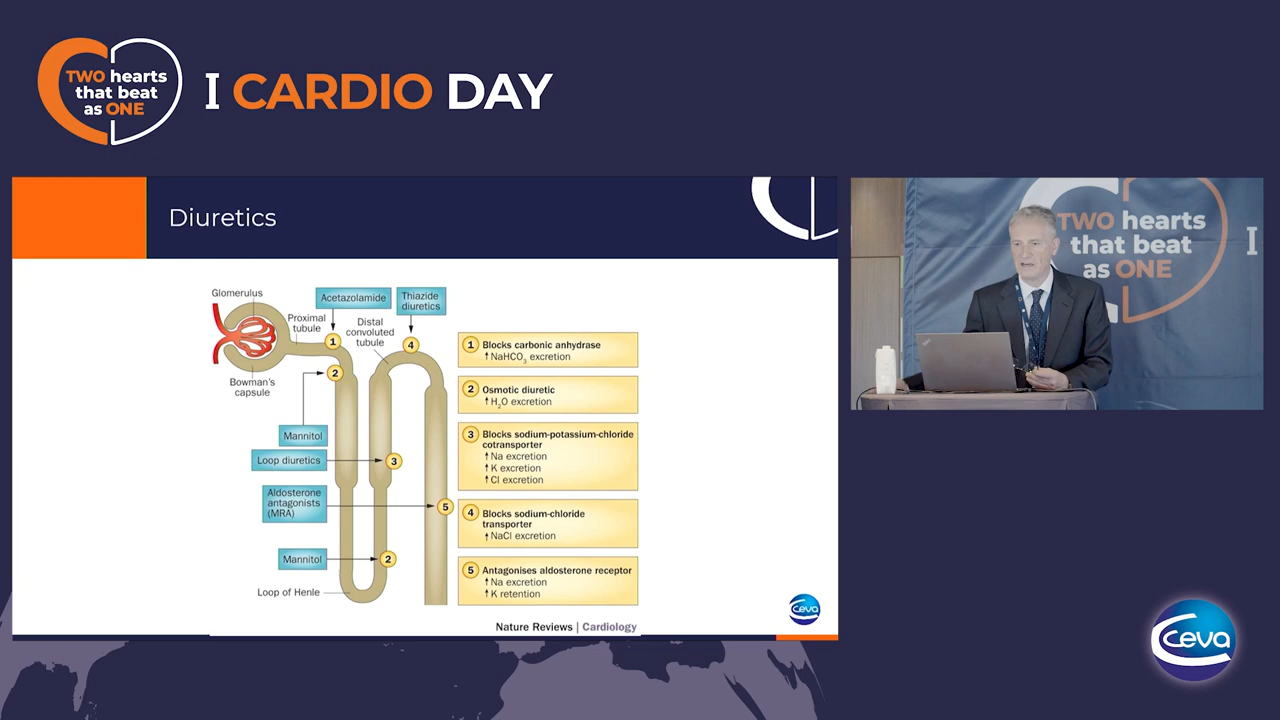 TWO hearts
that beat
as ONE
I CARDIO DAY
Diuretics
Glomerulus
Proximal
tubule
Bowman's
capsule
Acetazolamide
Distal
convoluted
tubule
Thiazide
diuretics
1
2
4
Mannitol
Loop diuretics
3
Aldosterone
antagonists
(MRA)
5
Mannitol
2
Loop of Henle
1 Blocks carbonic anhydrase
↑NaHCO₃ excretion
2 Osmotic diuretic
↑H₂O excretion
3 Blocks sodium-potassium-chloride
cotransporter
↑Na excretion
↑K excretion
↑Cl excretion
4 Blocks sodium-chloride
transporter
↑NaCl excretion
5 Antagonises aldosterone receptor
↑Na excretion
↑K retention
Nature Reviews | Cardiology
Ceva
TWO hearts
that beat
as ONE
I
Ceva